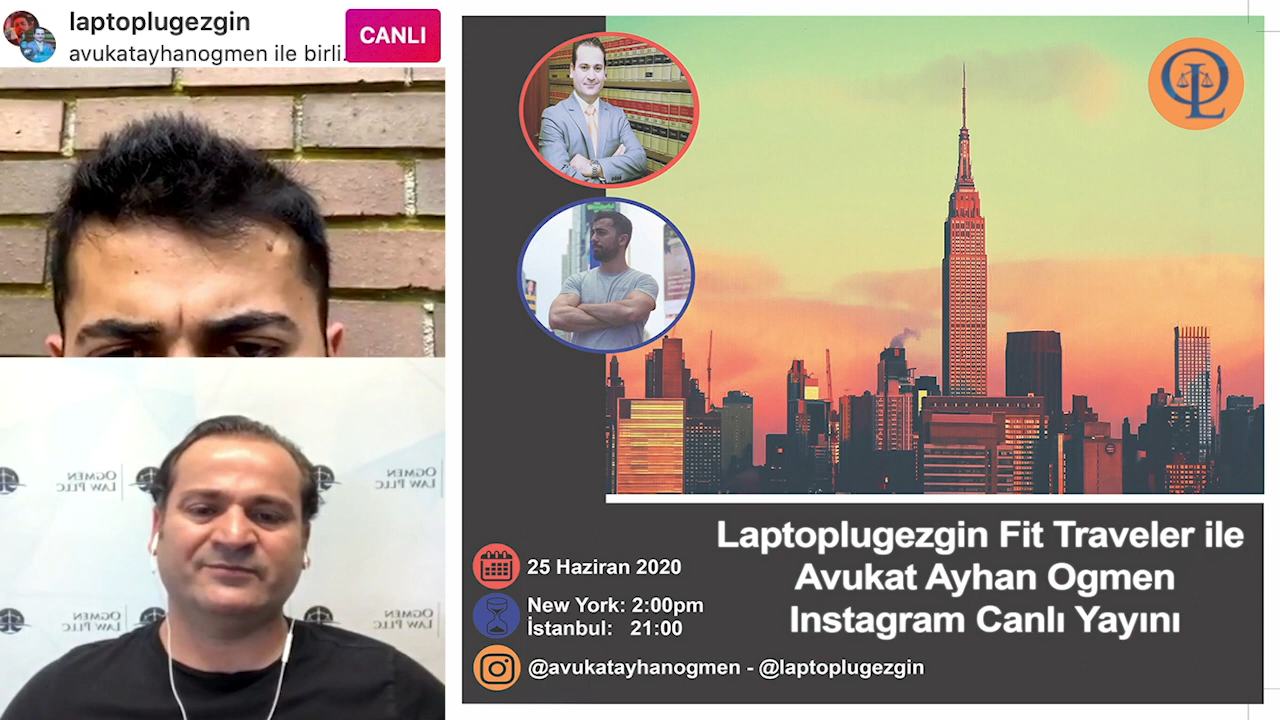 laptoplugezgin
avukatayhanogmen ile birli.
CANLI
OGMEN
LAW PLLC
OGMEN
LAW PLLC
OGMEN
LAW PLLC
OGMEN
LAW PLLC
OL
Laptoplugezgin Fit Traveler ile
Avukat Ayhan Ogmen
Instagram Canlı Yayını
25 Haziran 2020
New York: 2:00pm
İstanbul: 21:00
@avukatayhanogmen - @laptoplugezgin